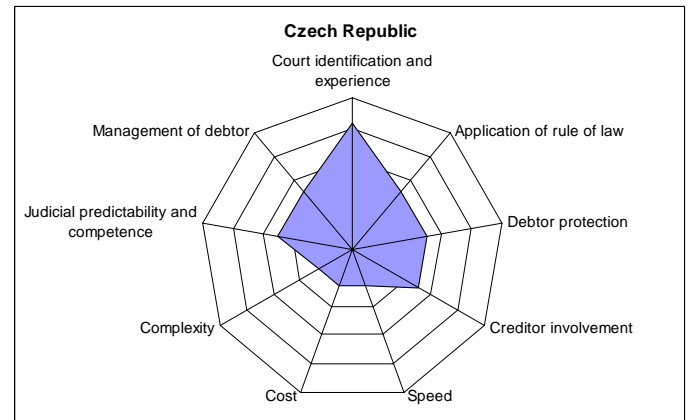 Czech Republic
Court identification and
experience
Management of debtor
Application of rule of law
Judicial predictability and
competence
Debtor protection
Complexity
Creditor involvement
Cost
Speed